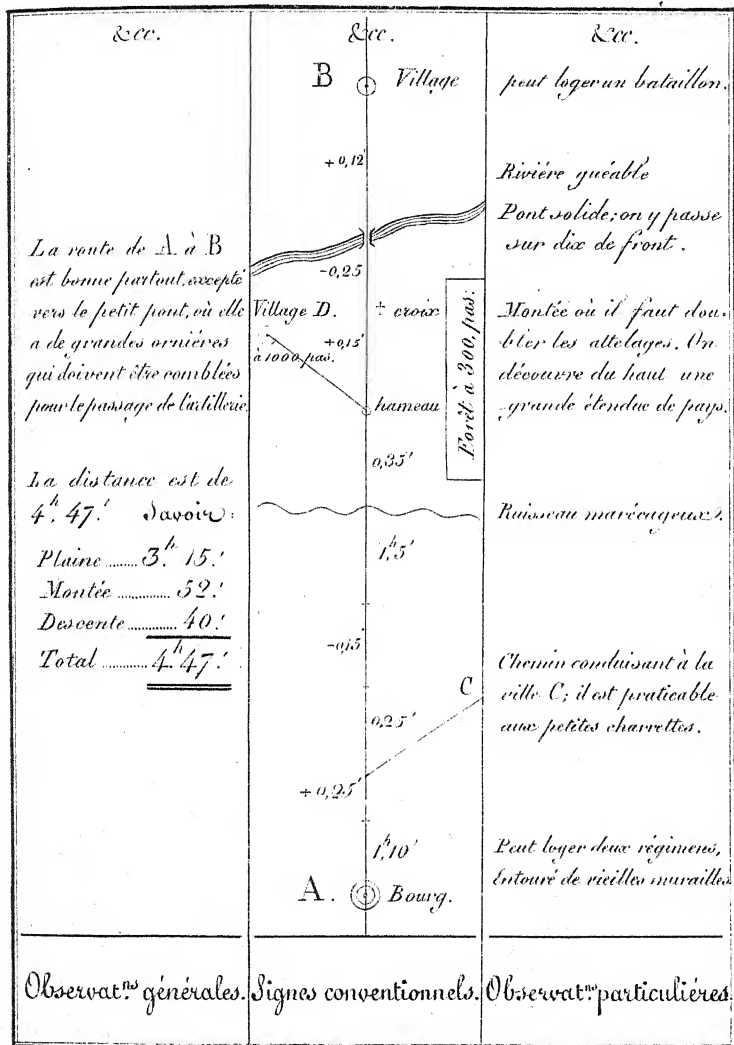 &cc.
La route de A à B
est bonne partout, excepté
vers le petit pont, où elle
a de grandes ornières
qui doivent être comblées
pour le passage de l'artillerie.
La distance est de
4.h 47.' Savoir:
Plaine ........ 3.h 15.'
Montée ............. 52.'
Descente ........... 40.'
Total .......... 4.h 47.'
Observat.ns générales.
&cc.
B Village
+ 0,12'
-0,25
Village D. + croix
+0,15'
à 1000, pas.
Forêt à 300, pas.
hameau
0,35'
1,h5'
-0,15
C
0,25'
+ 0,25'
1,h10'
A. Bourg.
Signes conventionnels.
&cc.
peut loger un bataillon.
Riviére guéable
Pont solide; on y passe
sur dix de front.
Montée où il faut dou-
bler les attelages. On
découvre du haut une
grande étendue de pays.
Ruisseau marécageux.
Chemin conduisant à la
ville C; il est praticable
aux petites charrettes.
Peut loger deux régimens,
Entouré de vieilles murailles
Observat.ns particuliéres.